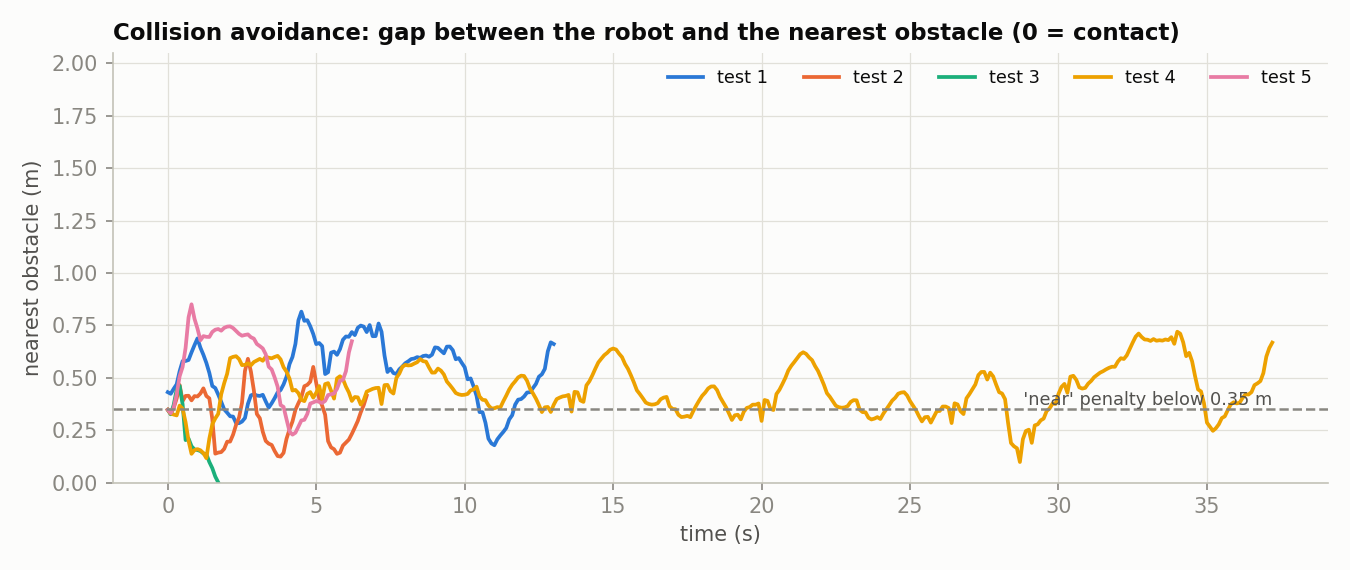 Collision avoidance: gap between the robot and the nearest obstacle (0 = contact)
test 1 test 2 test 3 test 4 test 5
nearest obstacle (m)
2.00
1.75
1.50
1.25
1.00
0.75
0.50
0.25
0.00
'near' penalty below 0.35 m
0 5 10 15 20 25 30 35
time (s)